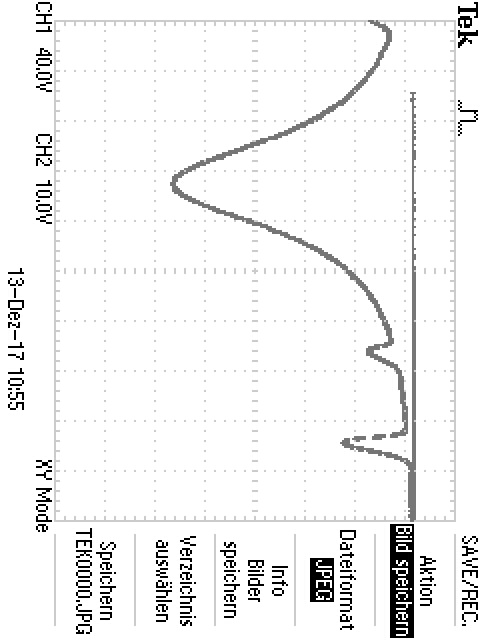 Tek
SAVE/REC.
Aktion
Bild speichern
Dateiformat
JPEG
Info
Bilder
speichern
Verzeichnis
auswählen
Speichern
TEK0000.JPG
CH1 40.0V CH2 10.0V XY Mode
13-Dez-17 10:55